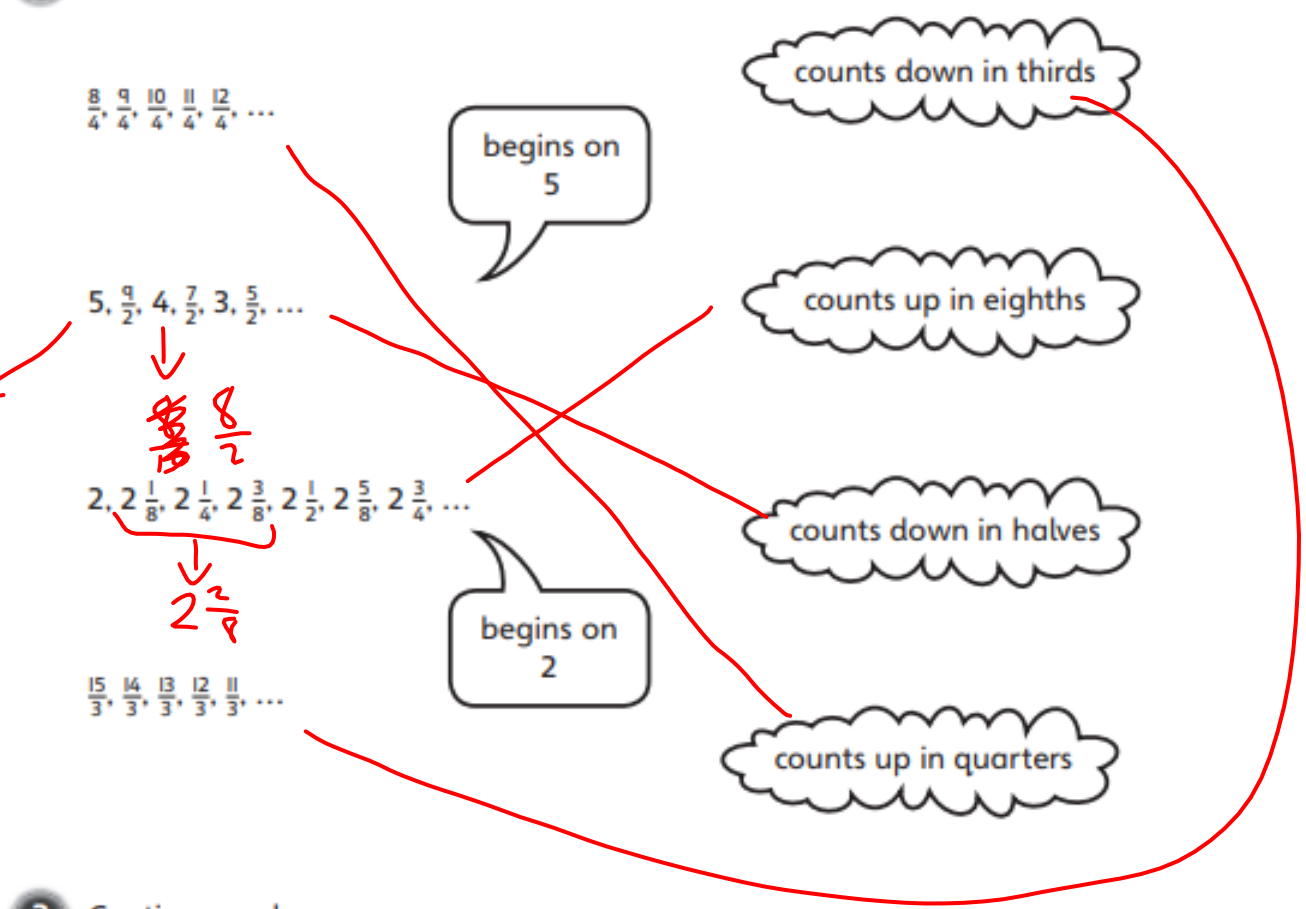 8/4, 9/4, 10/4, 11/4, 12/4, ...
counts down in thirds
begins on
5
5, 9/2, 4, 7/2, 3, 5/2, ...
counts up in eighths
8/2
2, 2 1/8, 2 1/4, 2 3/8, 2 1/2, 2 5/8, 2 3/4, ...
counts down in halves
2 2/8
begins on
2
15/3, 14/3, 13/3, 12/3, 11/3, ...
counts up in quarters